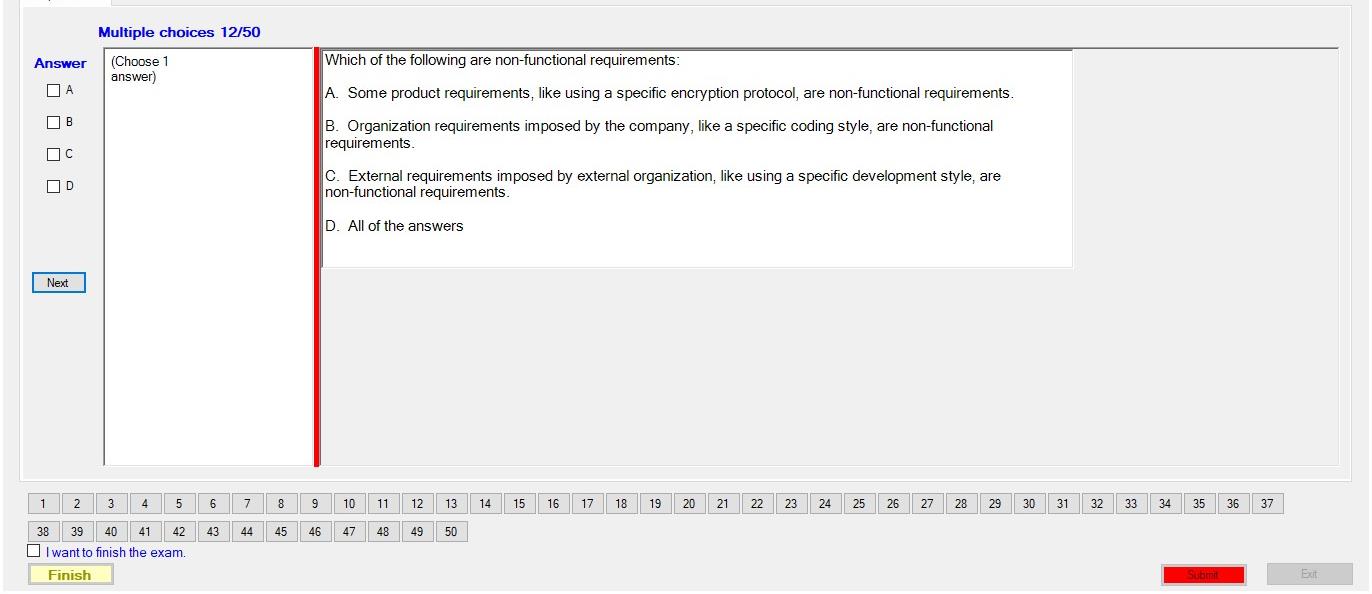 Multiple choices 12/50
Answer
(Choose 1
answer)
A
B
C
D
Next
Which of the following are non-functional requirements:
A. Some product requirements, like using a specific encryption protocol, are non-functional requirements.
B. Organization requirements imposed by the company, like a specific coding style, are non-functional
requirements.
C. External requirements imposed by external organization, like using a specific development style, are
non-functional requirements.
D. All of the answers
1 2 3 4 5 6 7 8 9 10 11 12 13 14 15 16 17 18 19 20 21 22 23 24 25 26 27 28 29 30 31 32 33 34 35 36 37
38 39 40 41 42 43 44 45 46 47 48 49 50
I want to finish the exam.
Finish
Submit
Exit